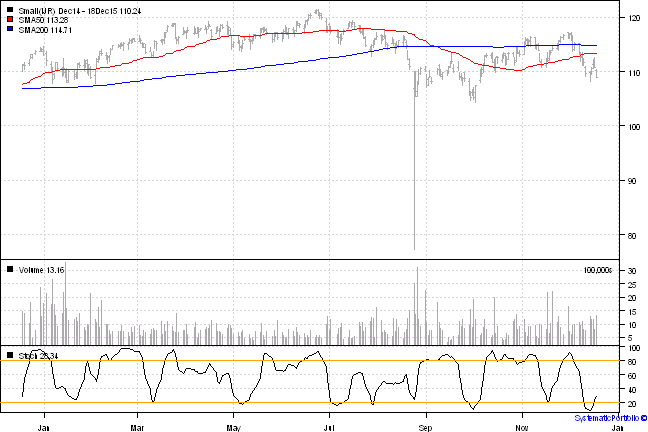 Small(IJR) Dec14 - 18Dec15 110.24
SMA50 113.28
SMA200 114.71
120
110
100
90
80
Volume 13.16
100,000s
30
25
20
15
10
5
Stoch 28.34
100
80
60
40
20
Jan
Mar
May
Jul
Sep
Nov
Jan
SystematicPortfolio ©